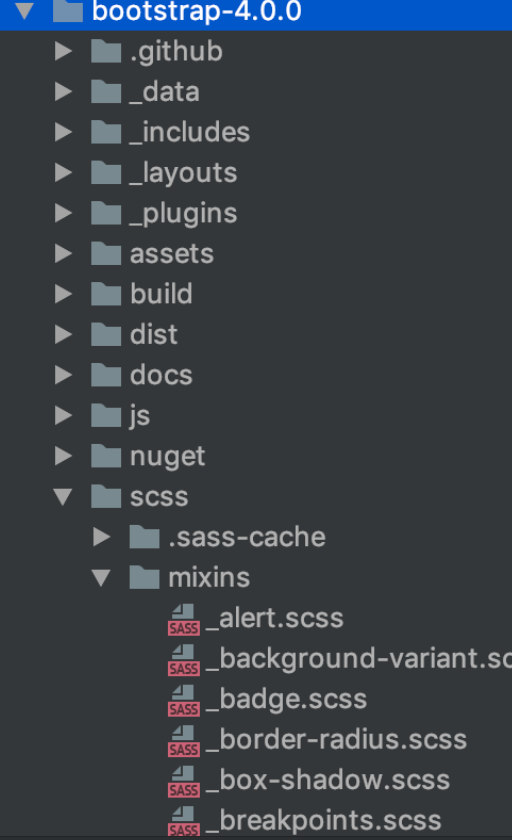 bootstrap-4.0.0
.github
_data
_includes
_layouts
_plugins
assets
build
dist
docs
js
nuget
scss
.sass-cache
mixins
SASS _alert.scss
SASS _background-variant.sc
SASS _badge.scss
SASS _border-radius.scss
SASS _box-shadow.scss
SASS _breakpoints.scss